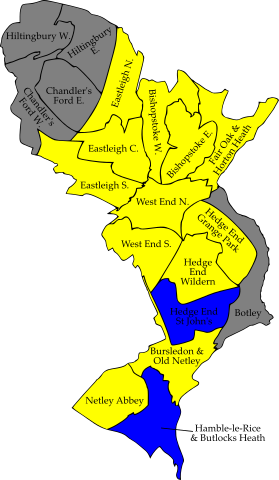 Hiltingbury W.
Hiltingbury
E.
Chandler's
Ford E.
Chandler's
Ford W.
Eastleigh N.
Bishopstoke W.
Bishopstoke E.
Fair Oak &
Horton Heath
Eastleigh C.
Eastleigh S.
West End N.
Hedge End
Grange Park
West End S.
Hedge
End
Wildern
Hedge End
St John's
Botley
Bursledon &
Old Netley
Netley Abbey
Hamble-le-Rice
& Butlocks Heath